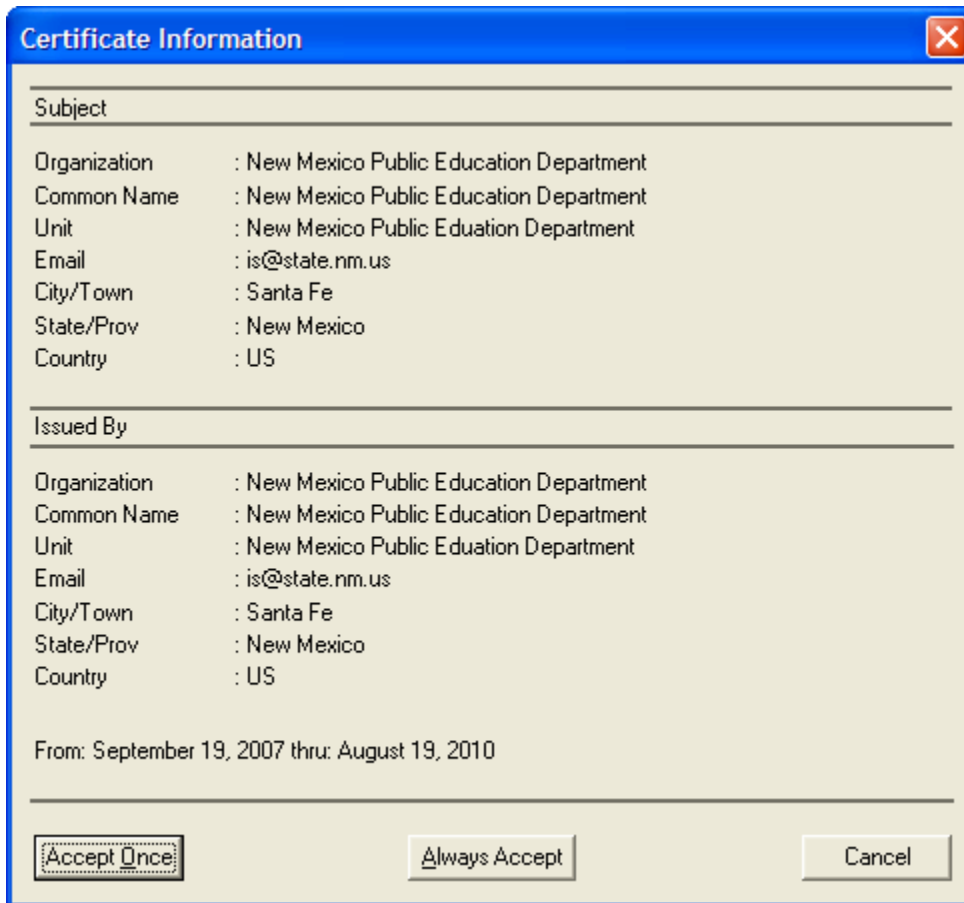 Certificate Information
Subject
Organization : New Mexico Public Education Department
Common Name : New Mexico Public Education Department
Unit : New Mexico Public Eduation Department
Email : is@state.nm.us
City/Town : Santa Fe
State/Prov : New Mexico
Country : US
Issued By
Organization : New Mexico Public Education Department
Common Name : New Mexico Public Education Department
Unit : New Mexico Public Eduation Department
Email : is@state.nm.us
City/Town : Santa Fe
State/Prov : New Mexico
Country : US
From: September 19, 2007 thru: August 19, 2010
Accept Once Always Accept Cancel